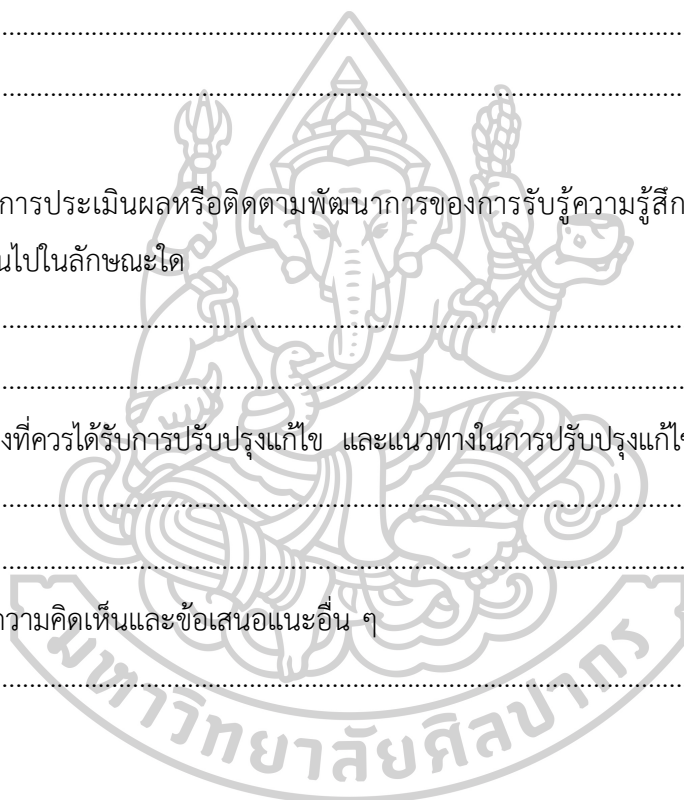 ................................................................................................
................................................................................................
การประเมินผลหรือติดตามพัฒนาการของการรับรู้ความรู้สึก
นไปในลักษณะใด
................................................................................................
................................................................................................
งที่ควรได้รับการปรับปรุงแก้ไข และแนวทางในการปรับปรุงแก้ไข
................................................................................................
................................................................................................
ความคิดเห็นและข้อเสนอแนะอื่น ๆ
................................................................................................
มหาวิทยาลัยศิลปากร